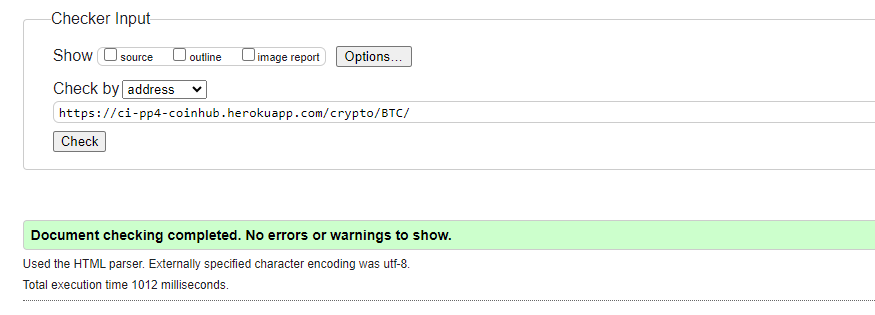 Checker Input
Show source outline image report Options...
Check by address
https://ci-pp4-coinhub.herokuapp.com/crypto/BTC/
Check
Document checking completed. No errors or warnings to show.
Used the HTML parser. Externally specified character encoding was utf-8.
Total execution time 1012 milliseconds.